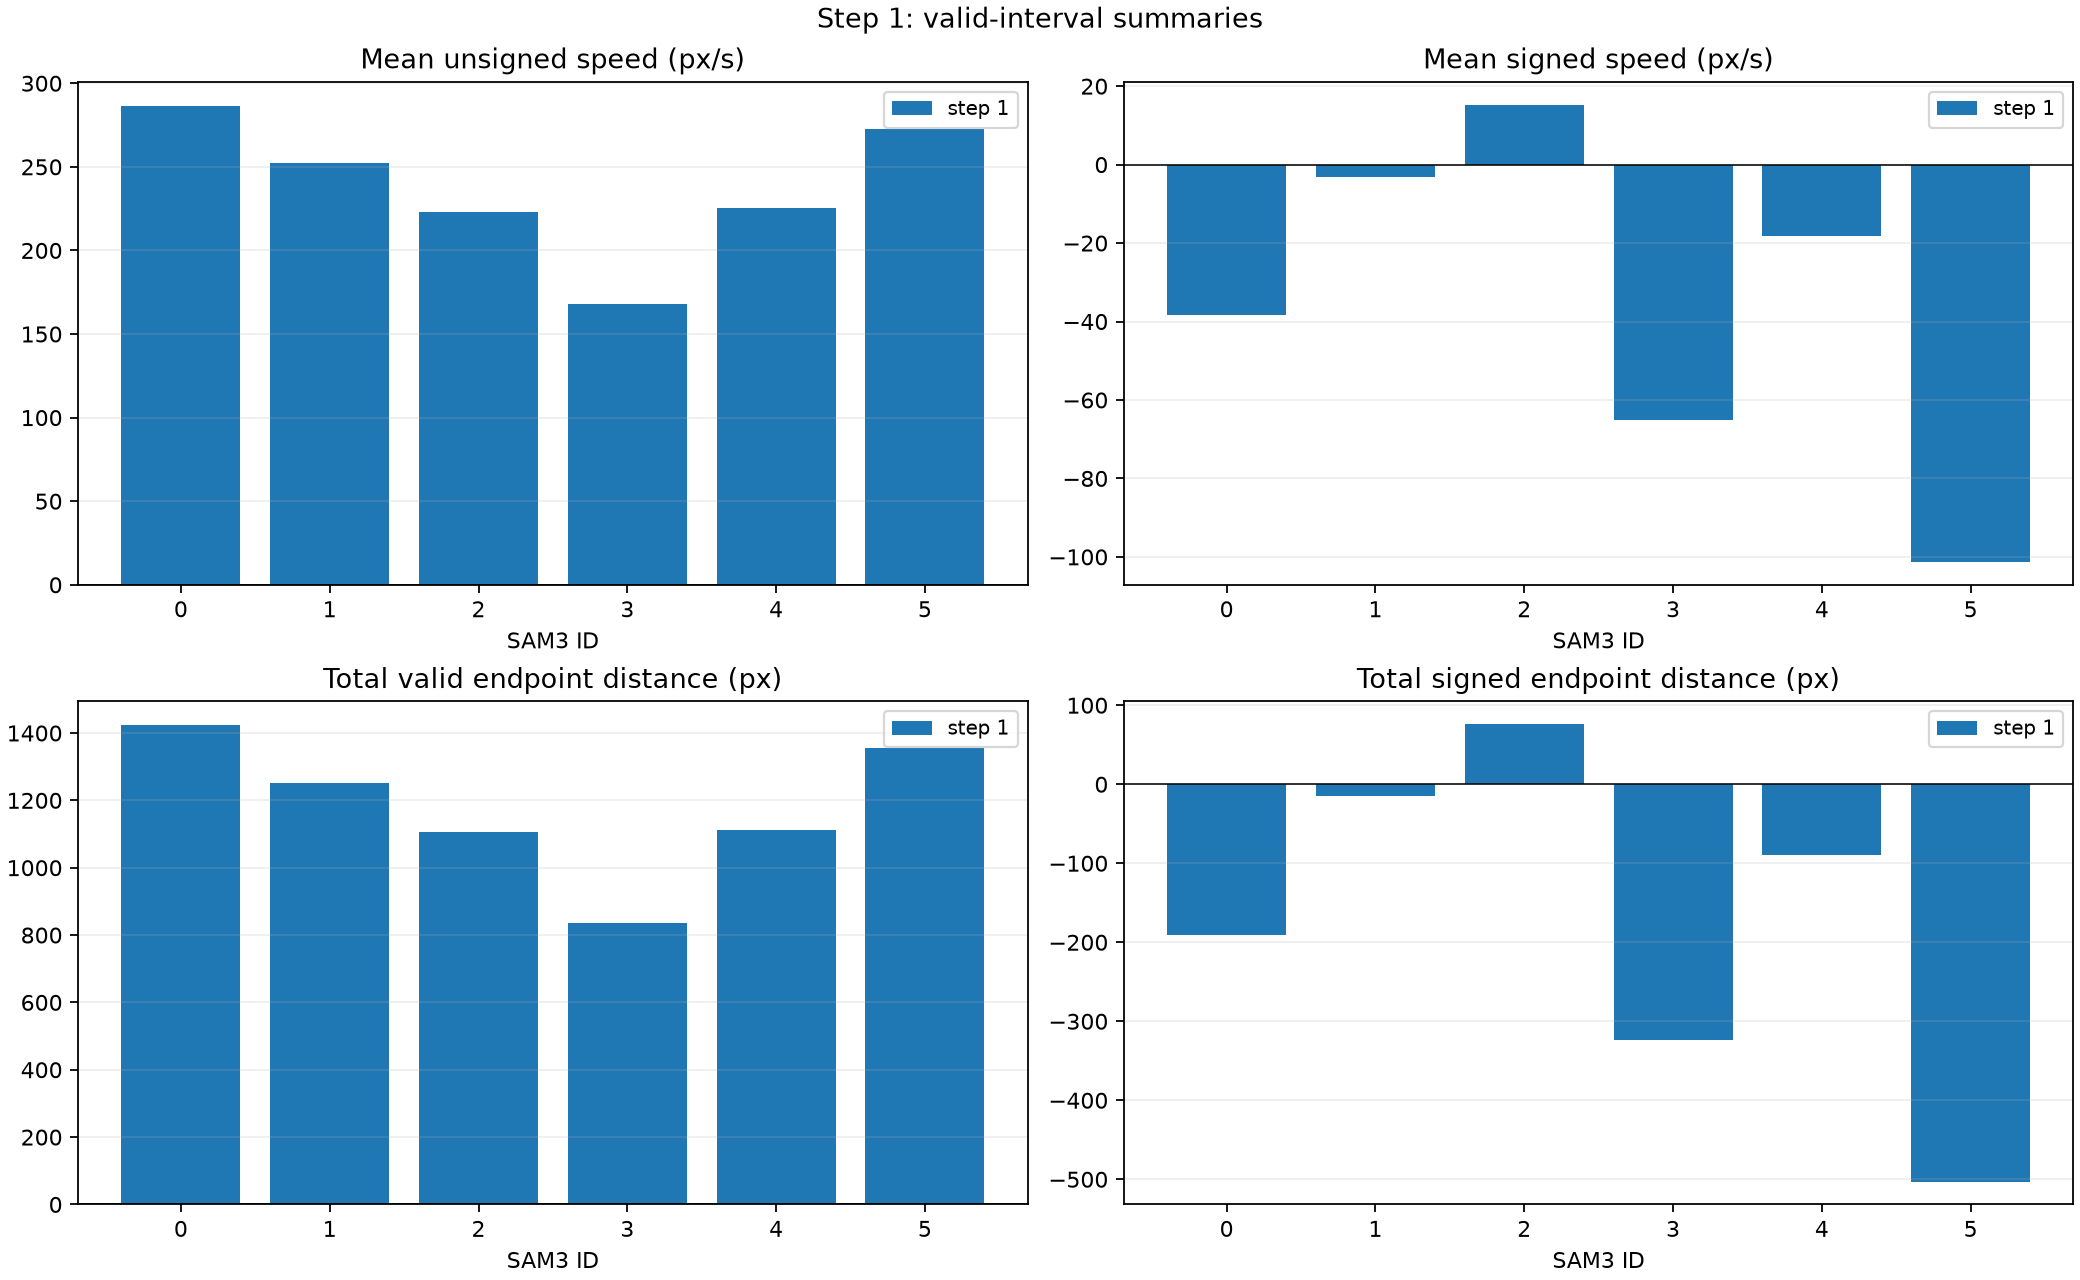 Step 1: valid-interval summaries
Mean unsigned speed (px/s)
300
250
200
150
100
50
0
step 1
0 1 2 3 4 5
SAM3 ID
Mean signed speed (px/s)
20
0
−20
−40
−60
−80
−100
step 1
0 1 2 3 4 5
SAM3 ID
Total valid endpoint distance (px)
1400
1200
1000
800
600
400
200
0
step 1
0 1 2 3 4 5
SAM3 ID
Total signed endpoint distance (px)
100
0
−100
−200
−300
−400
−500
step 1
0 1 2 3 4 5
SAM3 ID